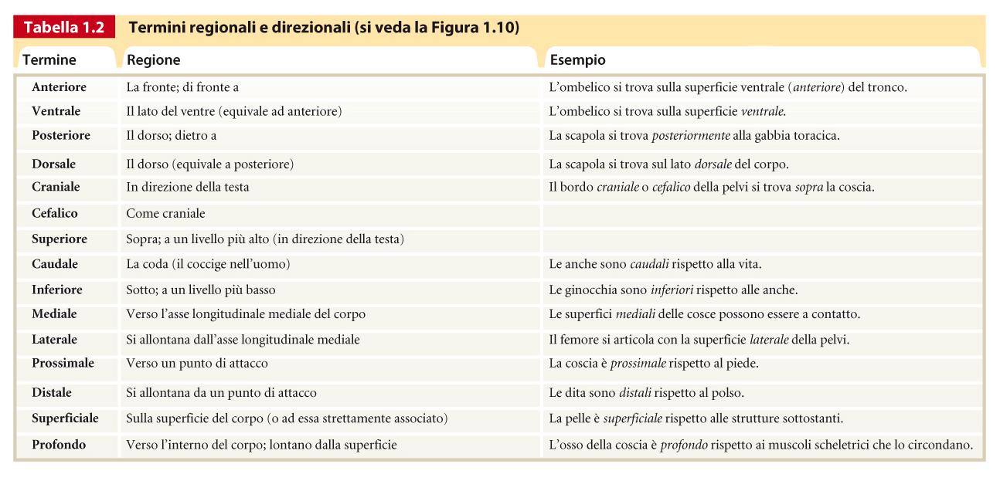 Tabella 1.2 Termini regionali e direzionali (si veda la Figura 1.10)
Termine Regione Esempio
Anteriore La fronte; di fronte a L'ombelico si trova sulla superficie ventrale (anteriore) del tronco.
Ventrale Il lato del ventre (equivale ad anteriore) L'ombelico si trova sulla superficie ventrale.
Posteriore Il dorso; dietro a La scapola si trova posteriormente alla gabbia toracica.
Dorsale Il dorso (equivale a posteriore) La scapola si trova sul lato dorsale del corpo.
Craniale In direzione della testa Il bordo craniale o cefalico della pelvi si trova sopra la coscia.
Cefalico Come craniale
Superiore Sopra; a un livello più alto (in direzione della testa)
Caudale La coda (il coccige nell'uomo) Le anche sono caudali rispetto alla vita.
Inferiore Sotto; a un livello più basso Le ginocchia sono inferiori rispetto alle anche.
Mediale Verso l'asse longitudinale mediale del corpo Le superfici mediali delle cosce possono essere a contatto.
Laterale Si allontana dall'asse longitudinale mediale Il femore si articola con la superficie laterale della pelvi.
Prossimale Verso un punto di attacco La coscia è prossimale rispetto al piede.
Distale Si allontana da un punto di attacco Le dita sono distali rispetto al polso.
Superficiale Sulla superficie del corpo (o ad essa strettamente associato) La pelle è superficiale rispetto alle strutture sottostanti.
Profondo Verso l'interno del corpo; lontano dalla superficie L'osso della coscia è profondo rispetto ai muscoli scheletrici che lo circondano.